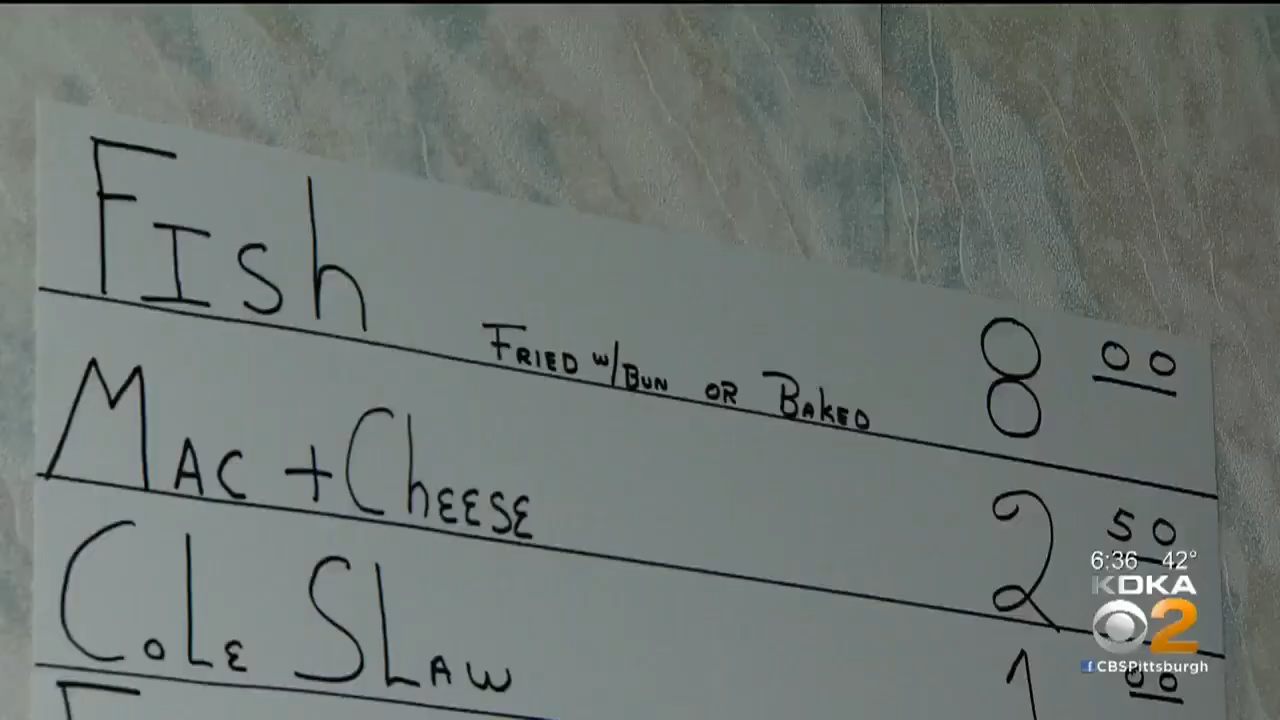 Fish Fried w/Bun or Baked 8 00
Mac + Cheese 2 50
Cole Slaw 1 00
6:36 42°
KDKA
2
CBSPittsburgh